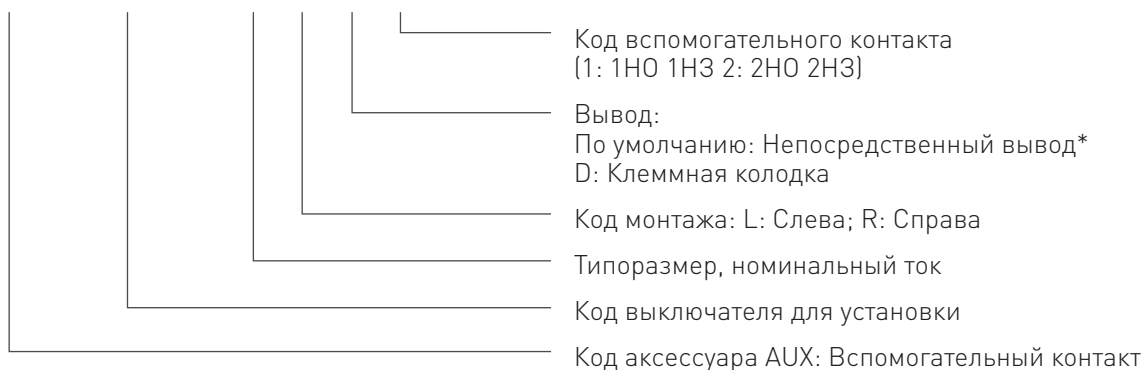 Код вспомогательного контакта
(1: 1НО 1НЗ 2: 2НО 2НЗ)
Вывод:
По умолчанию: Непосредственный вывод*
D: Клеммная колодка
Код монтажа: L: Слева; R: Справа
Типоразмер, номинальный ток
Код выключателя для установки
Код аксессуара AUX: Вспомогательный контакт